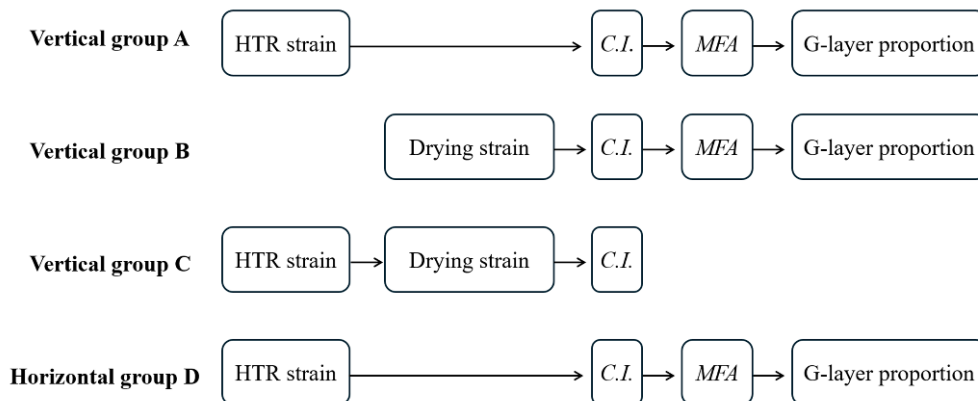 Vertical group A HTR strain C.I. MFA G-layer proportion
Vertical group B Drying strain C.I. MFA G-layer proportion
Vertical group C HTR strain Drying strain C.I.
Horizontal group D HTR strain C.I. MFA G-layer proportion